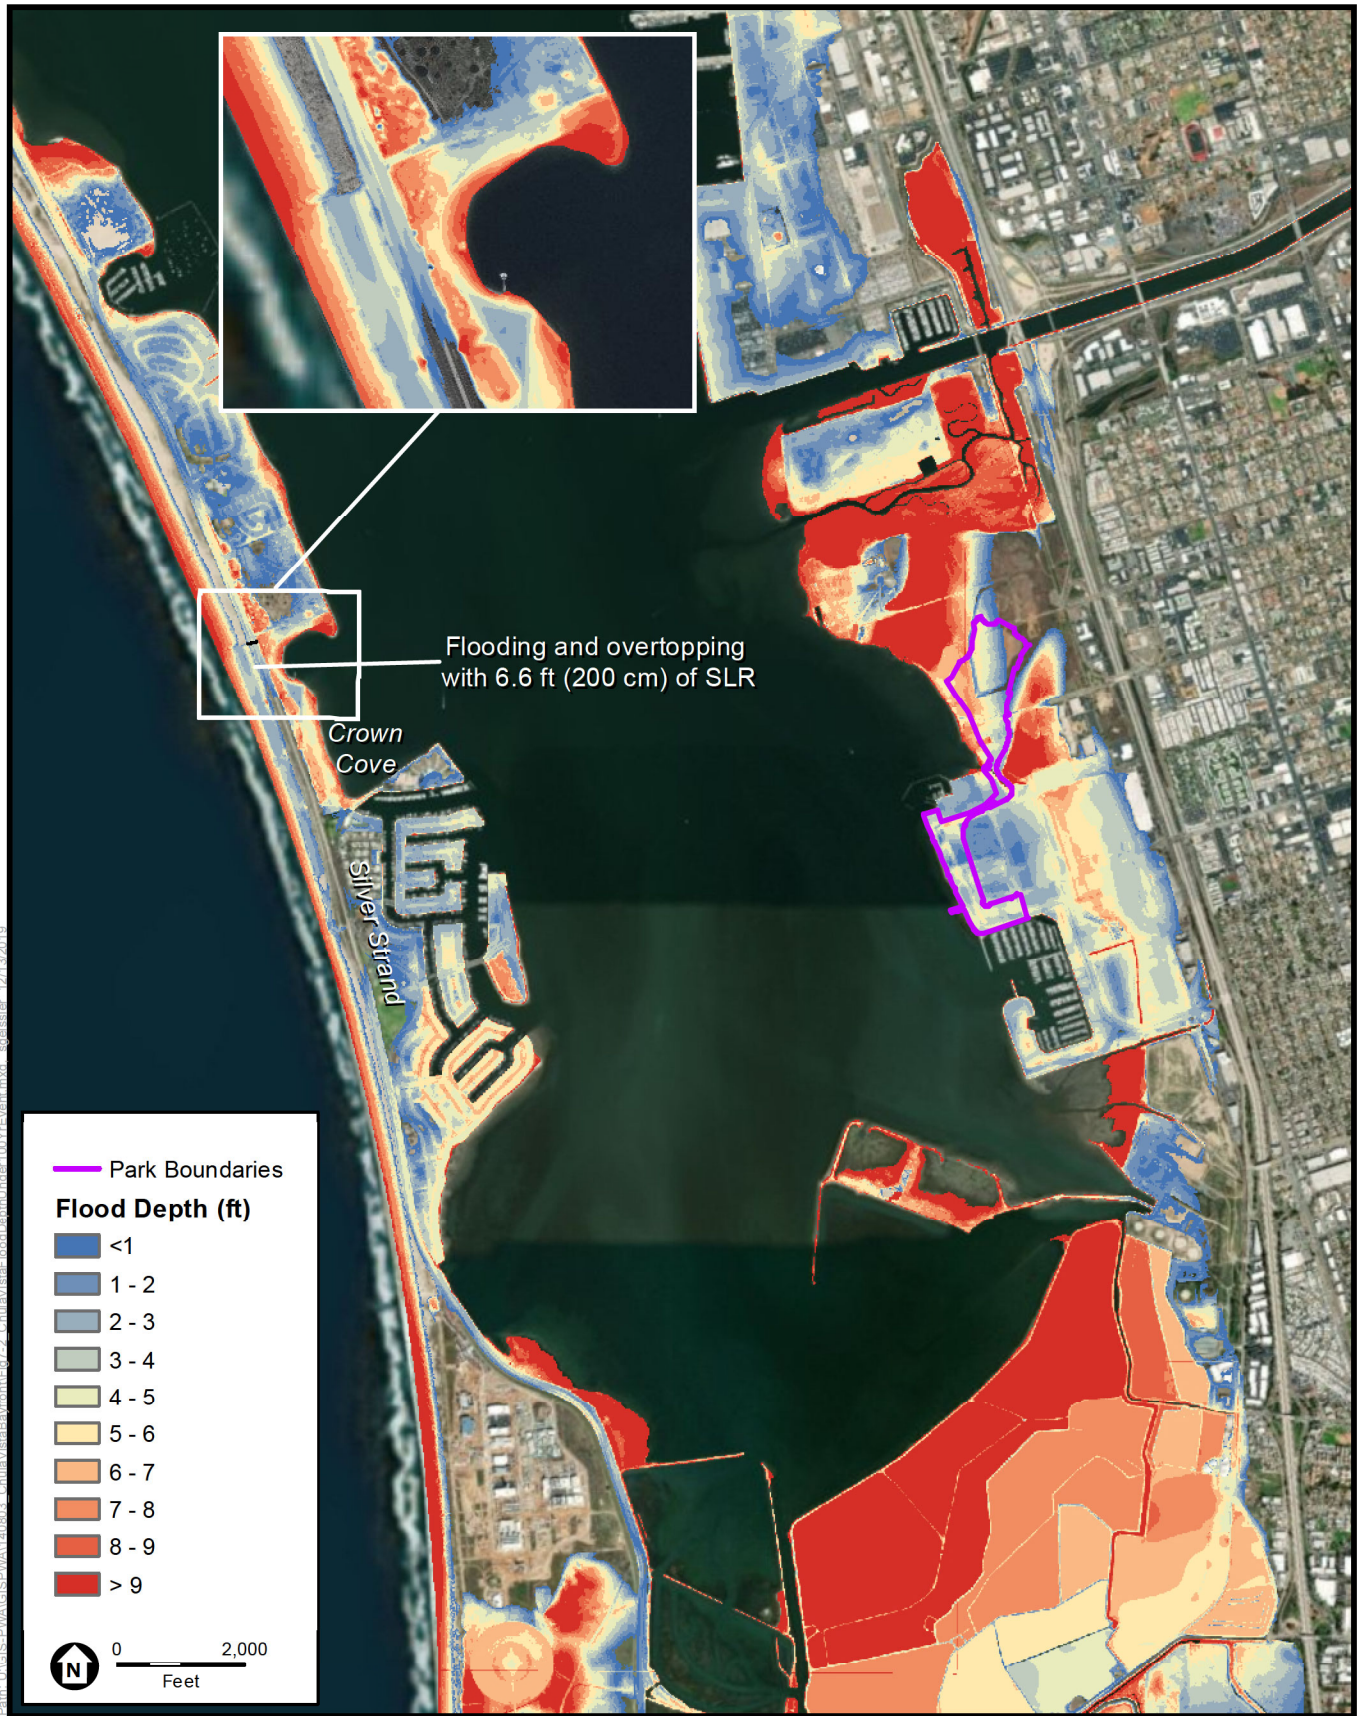 Flooding and overtopping
with 6.6 ft (200 cm) of SLR
Crown
Cove
Silver Strand
Park Boundaries
Flood Depth (ft)
<1
1 - 2
2 - 3
3 - 4
4 - 5
5 - 6
6 - 7
7 - 8
8 - 9
> 9
N
0 2,000
Feet